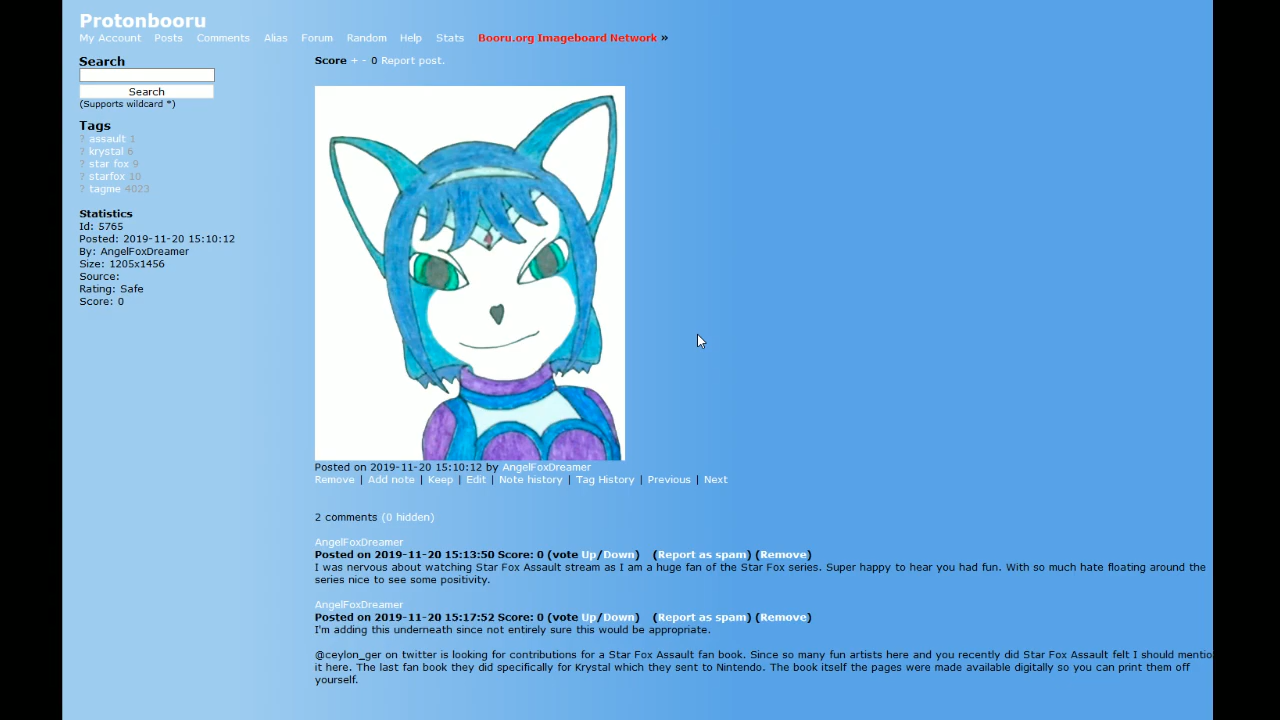 Protonbooru
My Account Posts Comments Alias Forum Random Help Stats Booru.org Imageboard Network »
Search
Search
(Supports wildcard *)
Tags
? assault 1
? krystal 6
? star fox 9
? starfox 10
? tagme 4023
Statistics
Id: 5765
Posted: 2019-11-20 15:10:12
By: AngelFoxDreamer
Size: 1205x1456
Source:
Rating: Safe
Score: 0
Score + - 0 Report post.
Posted on 2019-11-20 15:10:12 by AngelFoxDreamer
Remove | Add note | Keep | Edit | Note history | Tag History | Previous | Next
2 comments (0 hidden)
AngelFoxDreamer
Posted on 2019-11-20 15:13:50 Score: 0 (vote Up/Down) (Report as spam) (Remove)
I was nervous about watching Star Fox Assault stream as I am a huge fan of the Star Fox series. Super happy to hear you had fun. With so much hate floating around the
series nice to see some positivity.
AngelFoxDreamer
Posted on 2019-11-20 15:17:52 Score: 0 (vote Up/Down) (Report as spam) (Remove)
I'm adding this underneath since not entirely sure this would be appropriate.
@ceylon_ger on twitter is looking for contributions for a Star Fox Assault fan book. Since so many fun artists here and you recently did Star Fox Assault felt I should mentio
it here. The last fan book they did specifically for Krystal which they sent to Nintendo. The book itself the pages were made available digitally so you can print them off
yourself.